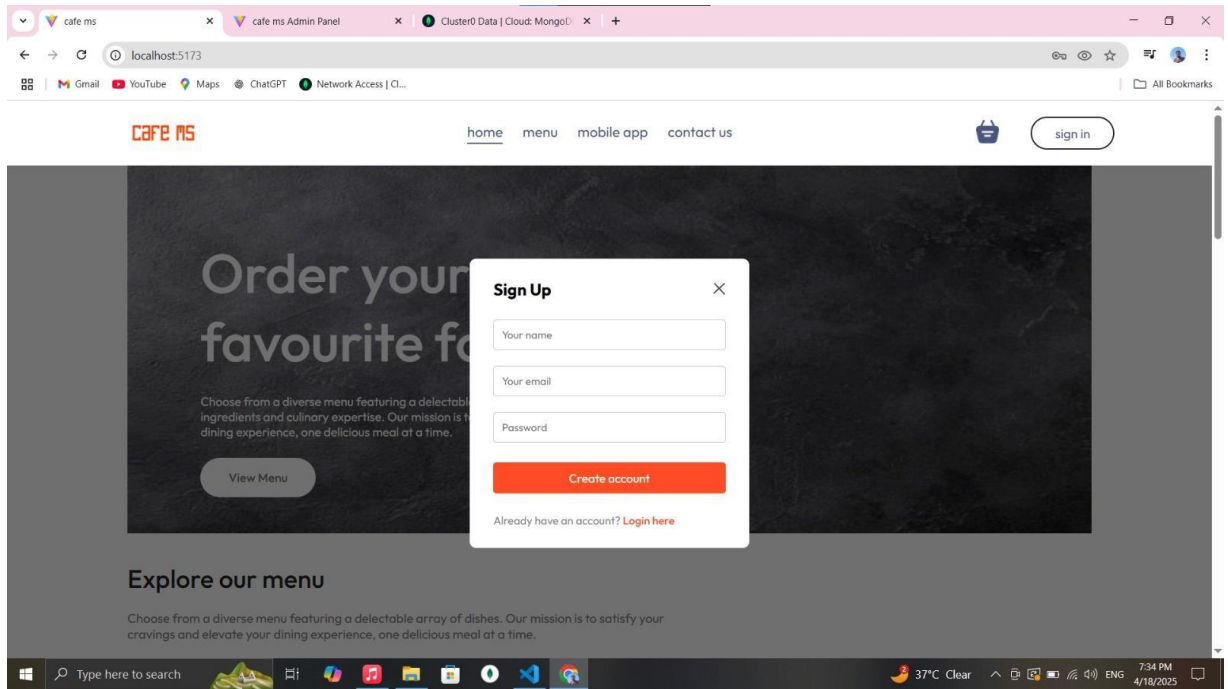 cafe ms
cafe ms Admin Panel
Cluster0 Data | Cloud: MongoD
localhost:5173
Gmail
YouTube
Maps
ChatGPT
Network Access | Cl...
All Bookmarks
cafe ms
home
menu
mobile app
contact us
sign in
Order your
favourite fo
Choose from a diverse menu featuring a delectabl
ingredients and culinary expertise. Our mission is t
dining experience, one delicious meal at a time.
View Menu
Sign Up
Your name
Your email
Password
Create account
Already have an account? Login here
Explore our menu
Choose from a diverse menu featuring a delectable array of dishes. Our mission is to satisfy your
cravings and elevate your dining experience, one delicious meal at a time.
Type here to search
2
37°C Clear
ENG
7:34 PM
4/18/2025